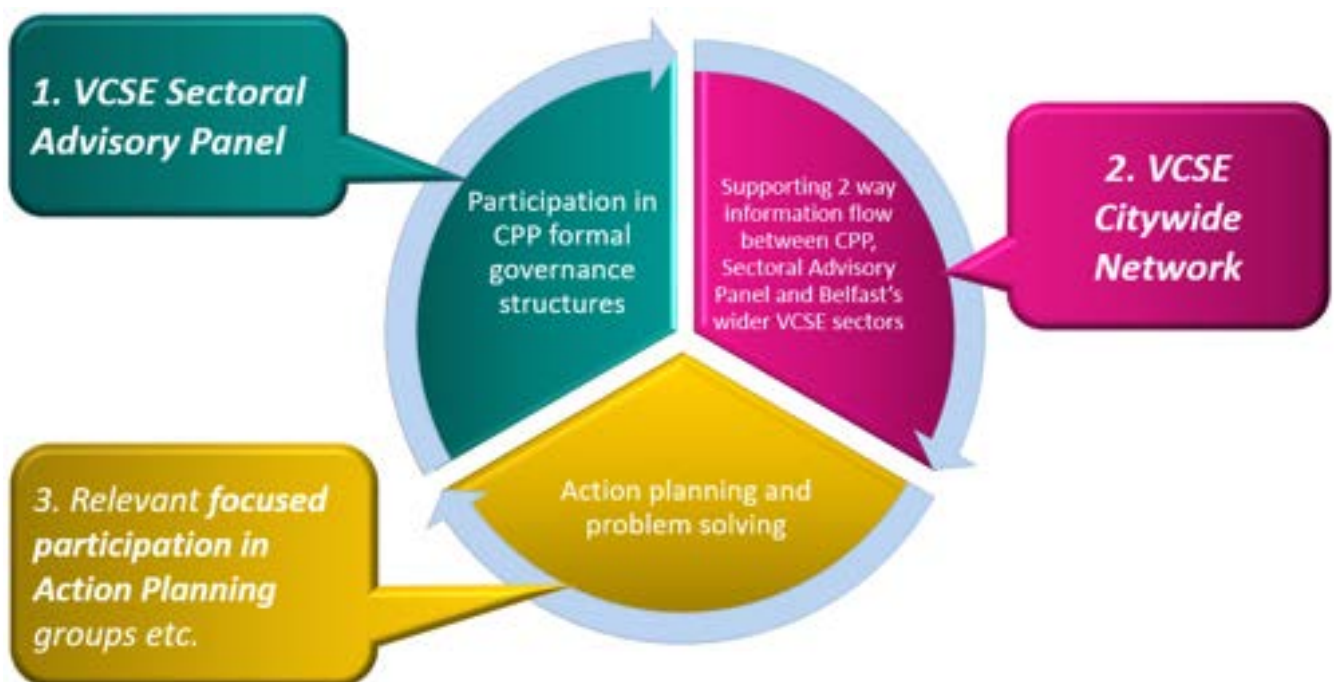 1. VCSE Sectoral
Advisory Panel
Participation in
CPP formal
governance
structures
Supporting 2 way
information flow
between CPP,
Sectoral Advisory
Panel and Belfast's
wider VCSE sectors
2. VCSE
Citywide
Network
3. Relevant focused
participation in
Action Planning
groups etc.
Action planning and
problem solving